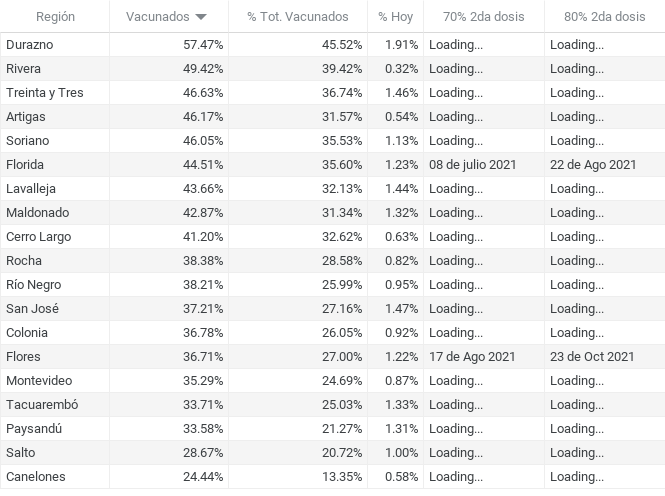 Región Vacunados % Tot. Vacunados % Hoy 70% 2da dosis 80% 2da dosis
Durazno 57.47% 45.52% 1.91% Loading... Loading...
Rivera 49.42% 39.42% 0.32% Loading... Loading...
Treinta y Tres 46.63% 36.74% 1.46% Loading... Loading...
Artigas 46.17% 31.57% 0.54% Loading... Loading...
Soriano 46.05% 35.53% 1.13% Loading... Loading...
Florida 44.51% 35.60% 1.23% 08 de julio 2021 22 de Ago 2021
Lavalleja 43.66% 32.13% 1.44% Loading... Loading...
Maldonado 42.87% 31.34% 1.32% Loading... Loading...
Cerro Largo 41.20% 32.62% 0.63% Loading... Loading...
Rocha 38.38% 28.58% 0.82% Loading... Loading...
Río Negro 38.21% 25.99% 0.95% Loading... Loading...
San José 37.21% 27.16% 1.47% Loading... Loading...
Colonia 36.78% 26.05% 0.92% Loading... Loading...
Flores 36.71% 27.00% 1.22% 17 de Ago 2021 23 de Oct 2021
Montevideo 35.29% 24.69% 0.87% Loading... Loading...
Tacuarembó 33.71% 25.03% 1.33% Loading... Loading...
Paysandú 33.58% 21.27% 1.31% Loading... Loading...
Salto 28.67% 20.72% 1.00% Loading... Loading...
Canelones 24.44% 13.35% 0.58% Loading... Loading...